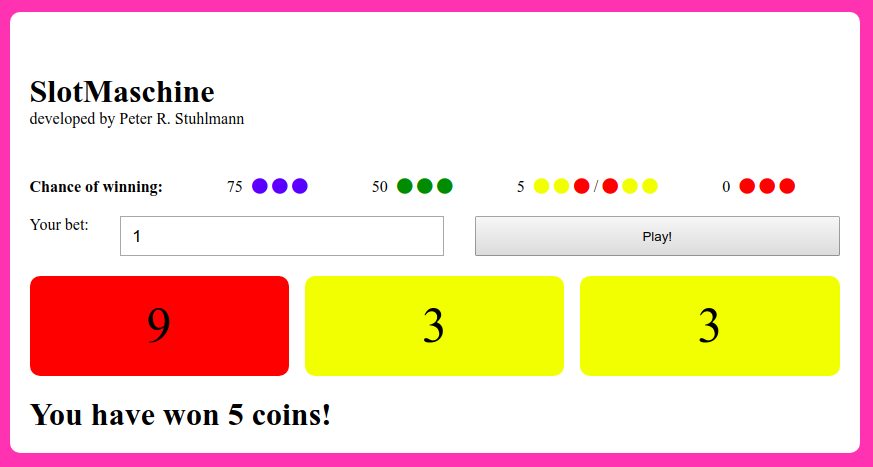 SlotMaschine
developed by Peter R. Stuhlmann
Chance of winning: 75 50 5 / 0
Your bet: 1 Play!
9 3 3
You have won 5 coins!